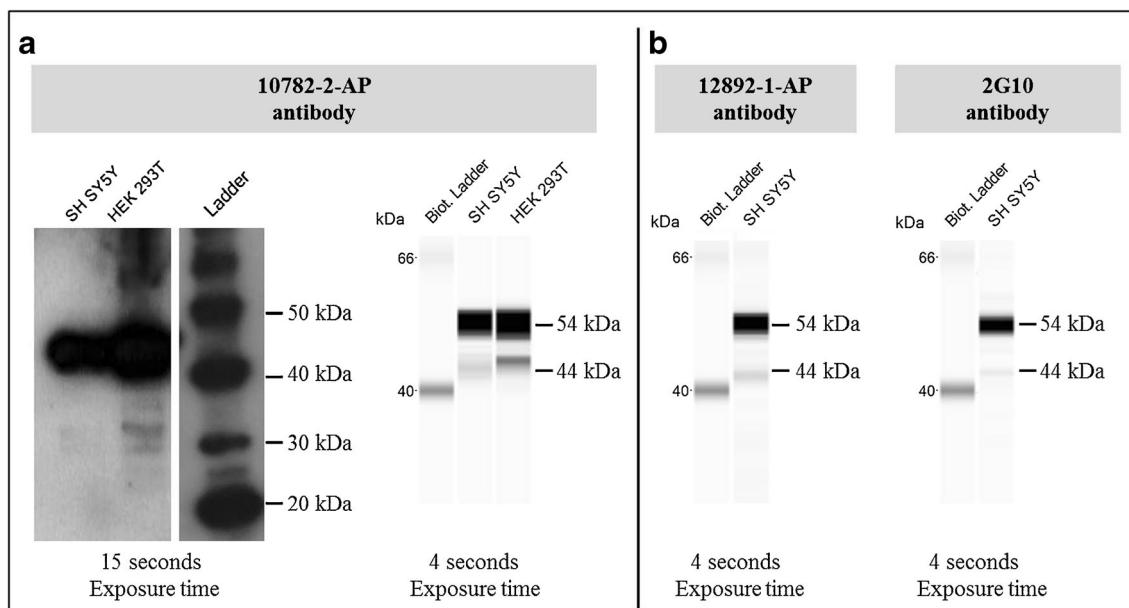 a
10782-2-AP
antibody
SH SY5Y
HEK 293T
Ladder
50 kDa
40 kDa
30 kDa
20 kDa
15 seconds
Exposure time
kDa
Biot. Ladder
SH SY5Y
HEK 293T
66
40
54 kDa
44 kDa
4 seconds
Exposure time
b
12892-1-AP
antibody
kDa
Biot. Ladder
SH SY5Y
66
40
54 kDa
44 kDa
4 seconds
Exposure time
2G10
antibody
kDa
Biot. Ladder
SH SY5Y
66
40
54 kDa
44 kDa
4 seconds
Exposure time